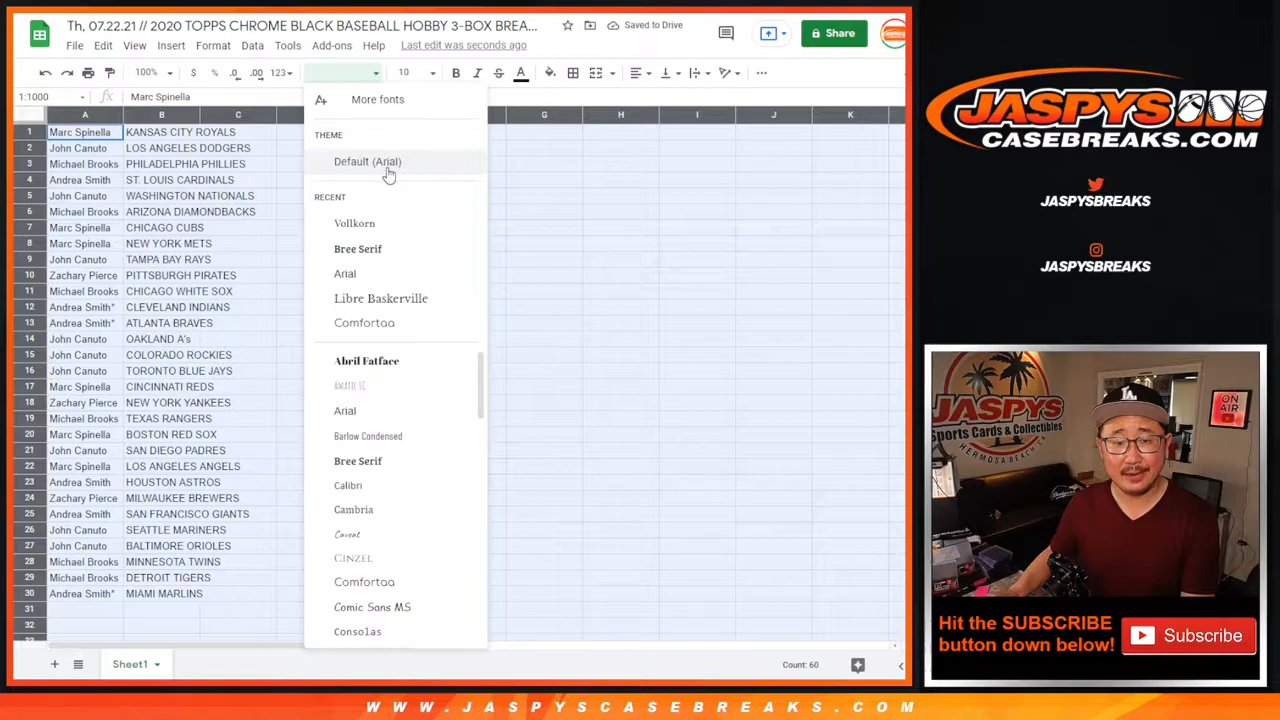 Th, 07.22.21 // 2020 TOPPS CHROME BLACK BASEBALL HOBBY 3-BOX BREA...
Saved to Drive
Share
File Edit View Insert Format Data Tools Add-ons Help Last edit was seconds ago
100% $ % .0 .00 123 10 B I S A
1:1000 fx Marc Spinella
A B C G H I J K
1 Marc Spinella KANSAS CITY ROYALS
2 John Canuto LOS ANGELES DODGERS
3 Michael Brooks PHILADELPHIA PHILLIES
4 Andrea Smith ST. LOUIS CARDINALS
5 John Canuto WASHINGTON NATIONALS
6 Michael Brooks ARIZONA DIAMONDBACKS
7 Marc Spinella CHICAGO CUBS
8 Marc Spinella NEW YORK METS
9 John Canuto TAMPA BAY RAYS
10 Zachary Pierce PITTSBURGH PIRATES
11 Michael Brooks CHICAGO WHITE SOX
12 Andrea Smith* CLEVELAND INDIANS
13 Andrea Smith* ATLANTA BRAVES
14 John Canuto OAKLAND A's
15 John Canuto COLORADO ROCKIES
16 John Canuto TORONTO BLUE JAYS
17 Marc Spinella CINCINNATI REDS
18 Zachary Pierce NEW YORK YANKEES
19 Michael Brooks TEXAS RANGERS
20 Marc Spinella BOSTON RED SOX
21 John Canuto SAN DIEGO PADRES
22 Marc Spinella LOS ANGELES ANGELS
23 Andrea Smith HOUSTON ASTROS
24 Zachary Pierce MILWAUKEE BREWERS
25 Andrea Smith* SAN FRANCISCO GIANTS
26 John Canuto SEATTLE MARINERS
27 John Canuto BALTIMORE ORIOLES
28 Michael Brooks MINNESOTA TWINS
29 Michael Brooks DETROIT TIGERS
30 Andrea Smith* MIAMI MARLINS
31
32
More fonts
THEME
Default (Arial)
RECENT
Vollkorn
Bree Serif
Arial
Libre Baskerville
Comfortaa
Abril Fatface
AMATIC SC
Arial
Barlow Condensed
Bree Serif
Calibri
Cambria
Caveat
CINZEL
Comfortaa
Comic Sans MS
Consolas
Sheet1
Count: 60
JASPYS
CASEBREAKS.COM
JASPYSBREAKS
JASPYSBREAKS
JASPYS
Sports Cards & Collectibles
HERMOSA BEACH, CA
ON AIR
LA
Hit the SUBSCRIBE
button down below!
Subscribe
WWW.JASPYSCASEBREAKS.COM